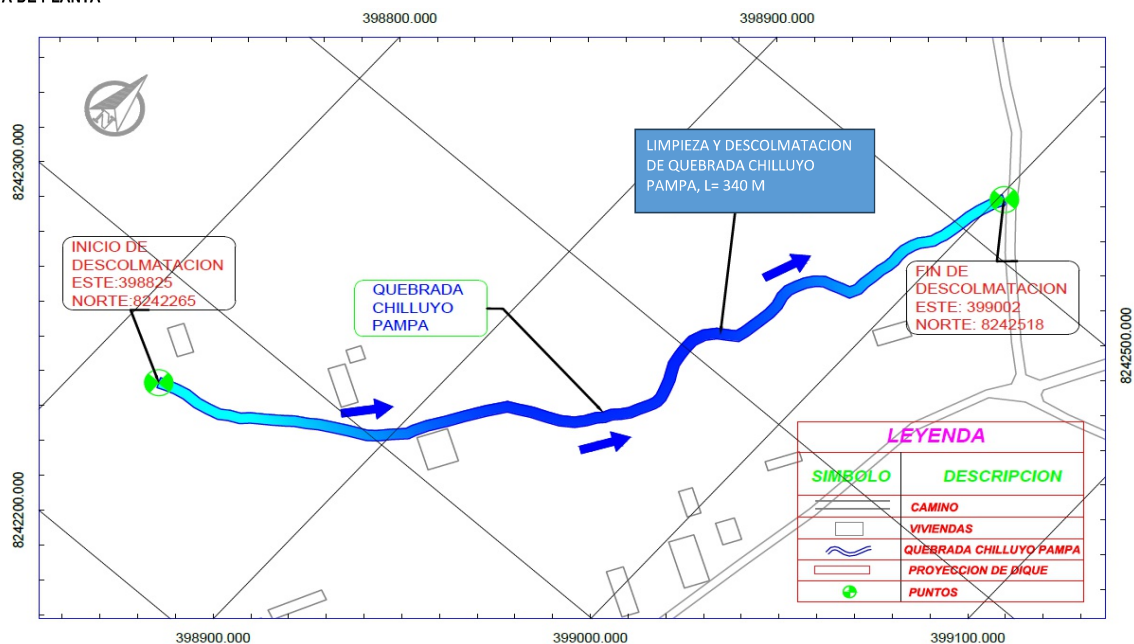 398800.000
398900.000
8242300.000
LIMPIEZA Y DESCOLMATACION
DE QUEBRADA CHILLUYO
PAMPA, L= 340 M
INICIO DE
DESCOLMATACION
ESTE:398825
NORTE:8242265
QUEBRADA
CHILLUYO
PAMPA
FIN DE
DESCOLMATACION
ESTE: 399002
NORTE: 8242518
8242500.000
8242200.000
LEYENDA
SIMBOLO DESCRIPCION
CAMINO
VIVIENDAS
QUEBRADA CHILLUYO PAMPA
PROYECCION DE DIQUE
PUNTOS
398900.000
399000.000
399100.000